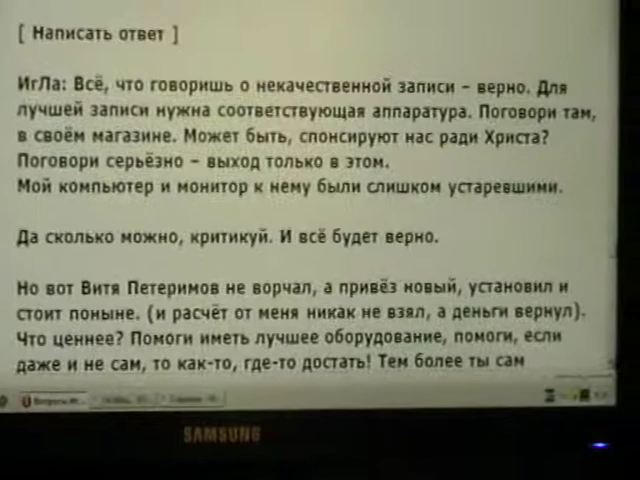 [ Написать ответ ]
ИгЛа: Всё, что говоришь о некачественной записи – верно. Для
лучшей записи нужна соответствующая аппаратура. Поговори там,
в своём магазине. Может быть, спонсируют нас ради Христа?
Поговори серьёзно – выход только в этом.
Мой компьютер и монитор к нему были слишком устаревшими.
Да сколько можно, критикуй. И всё будет верно.
Но вот Витя Петеримов не ворчал, а привёз новый, установил и
стоит поныне. (и расчёт от меня никак не взял, а деньги вернул).
Что ценнее? Помоги иметь лучшее оборудование, помоги, если
даже и не сам, то как-то, где-то достать! Тем более ты сам
SAMSUNG